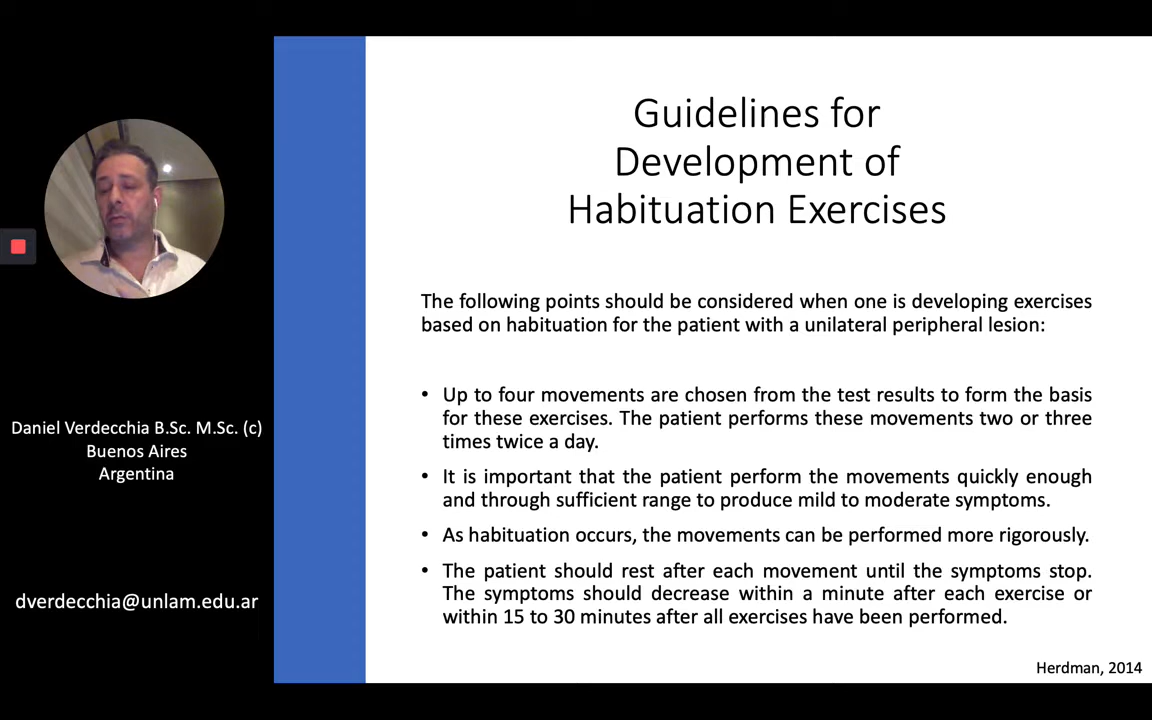 Guidelines for
Development of
Habituation Exercises
The following points should be considered when one is developing exercises
based on habituation for the patient with a unilateral peripheral lesion:
• Up to four movements are chosen from the test results to form the basis
for these exercises. The patient performs these movements two or three
times twice a day.
• It is important that the patient perform the movements quickly enough
and through sufficient range to produce mild to moderate symptoms.
• As habituation occurs, the movements can be performed more rigorously.
• The patient should rest after each movement until the symptoms stop.
The symptoms should decrease within a minute after each exercise or
within 15 to 30 minutes after all exercises have been performed.
Herdman, 2014
Daniel Verdecchia B.Sc. M.Sc. (c)
Buenos Aires
Argentina
dverdecchia@unlam.edu.ar